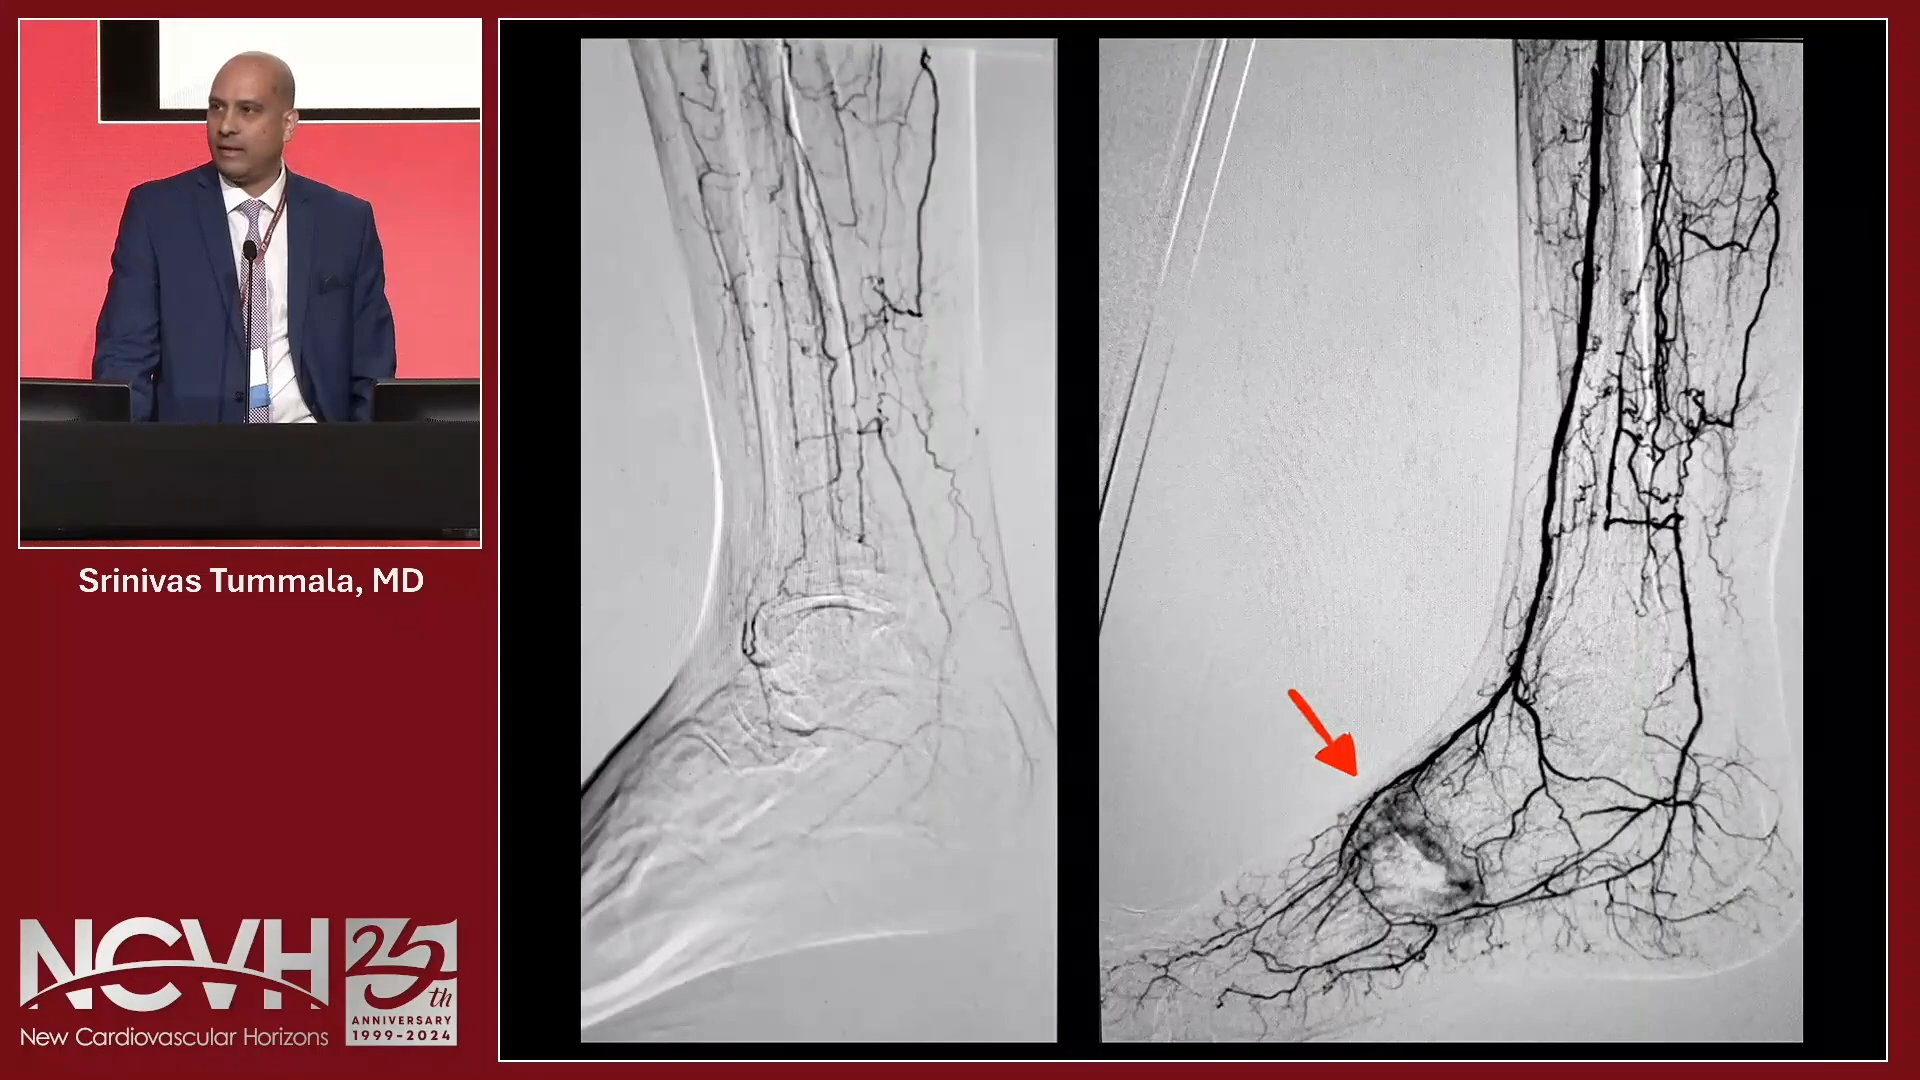 Srinivas Tummala, MD
NCVH
25th
ANNIVERSARY
1999-2024
New Cardiovascular Horizons